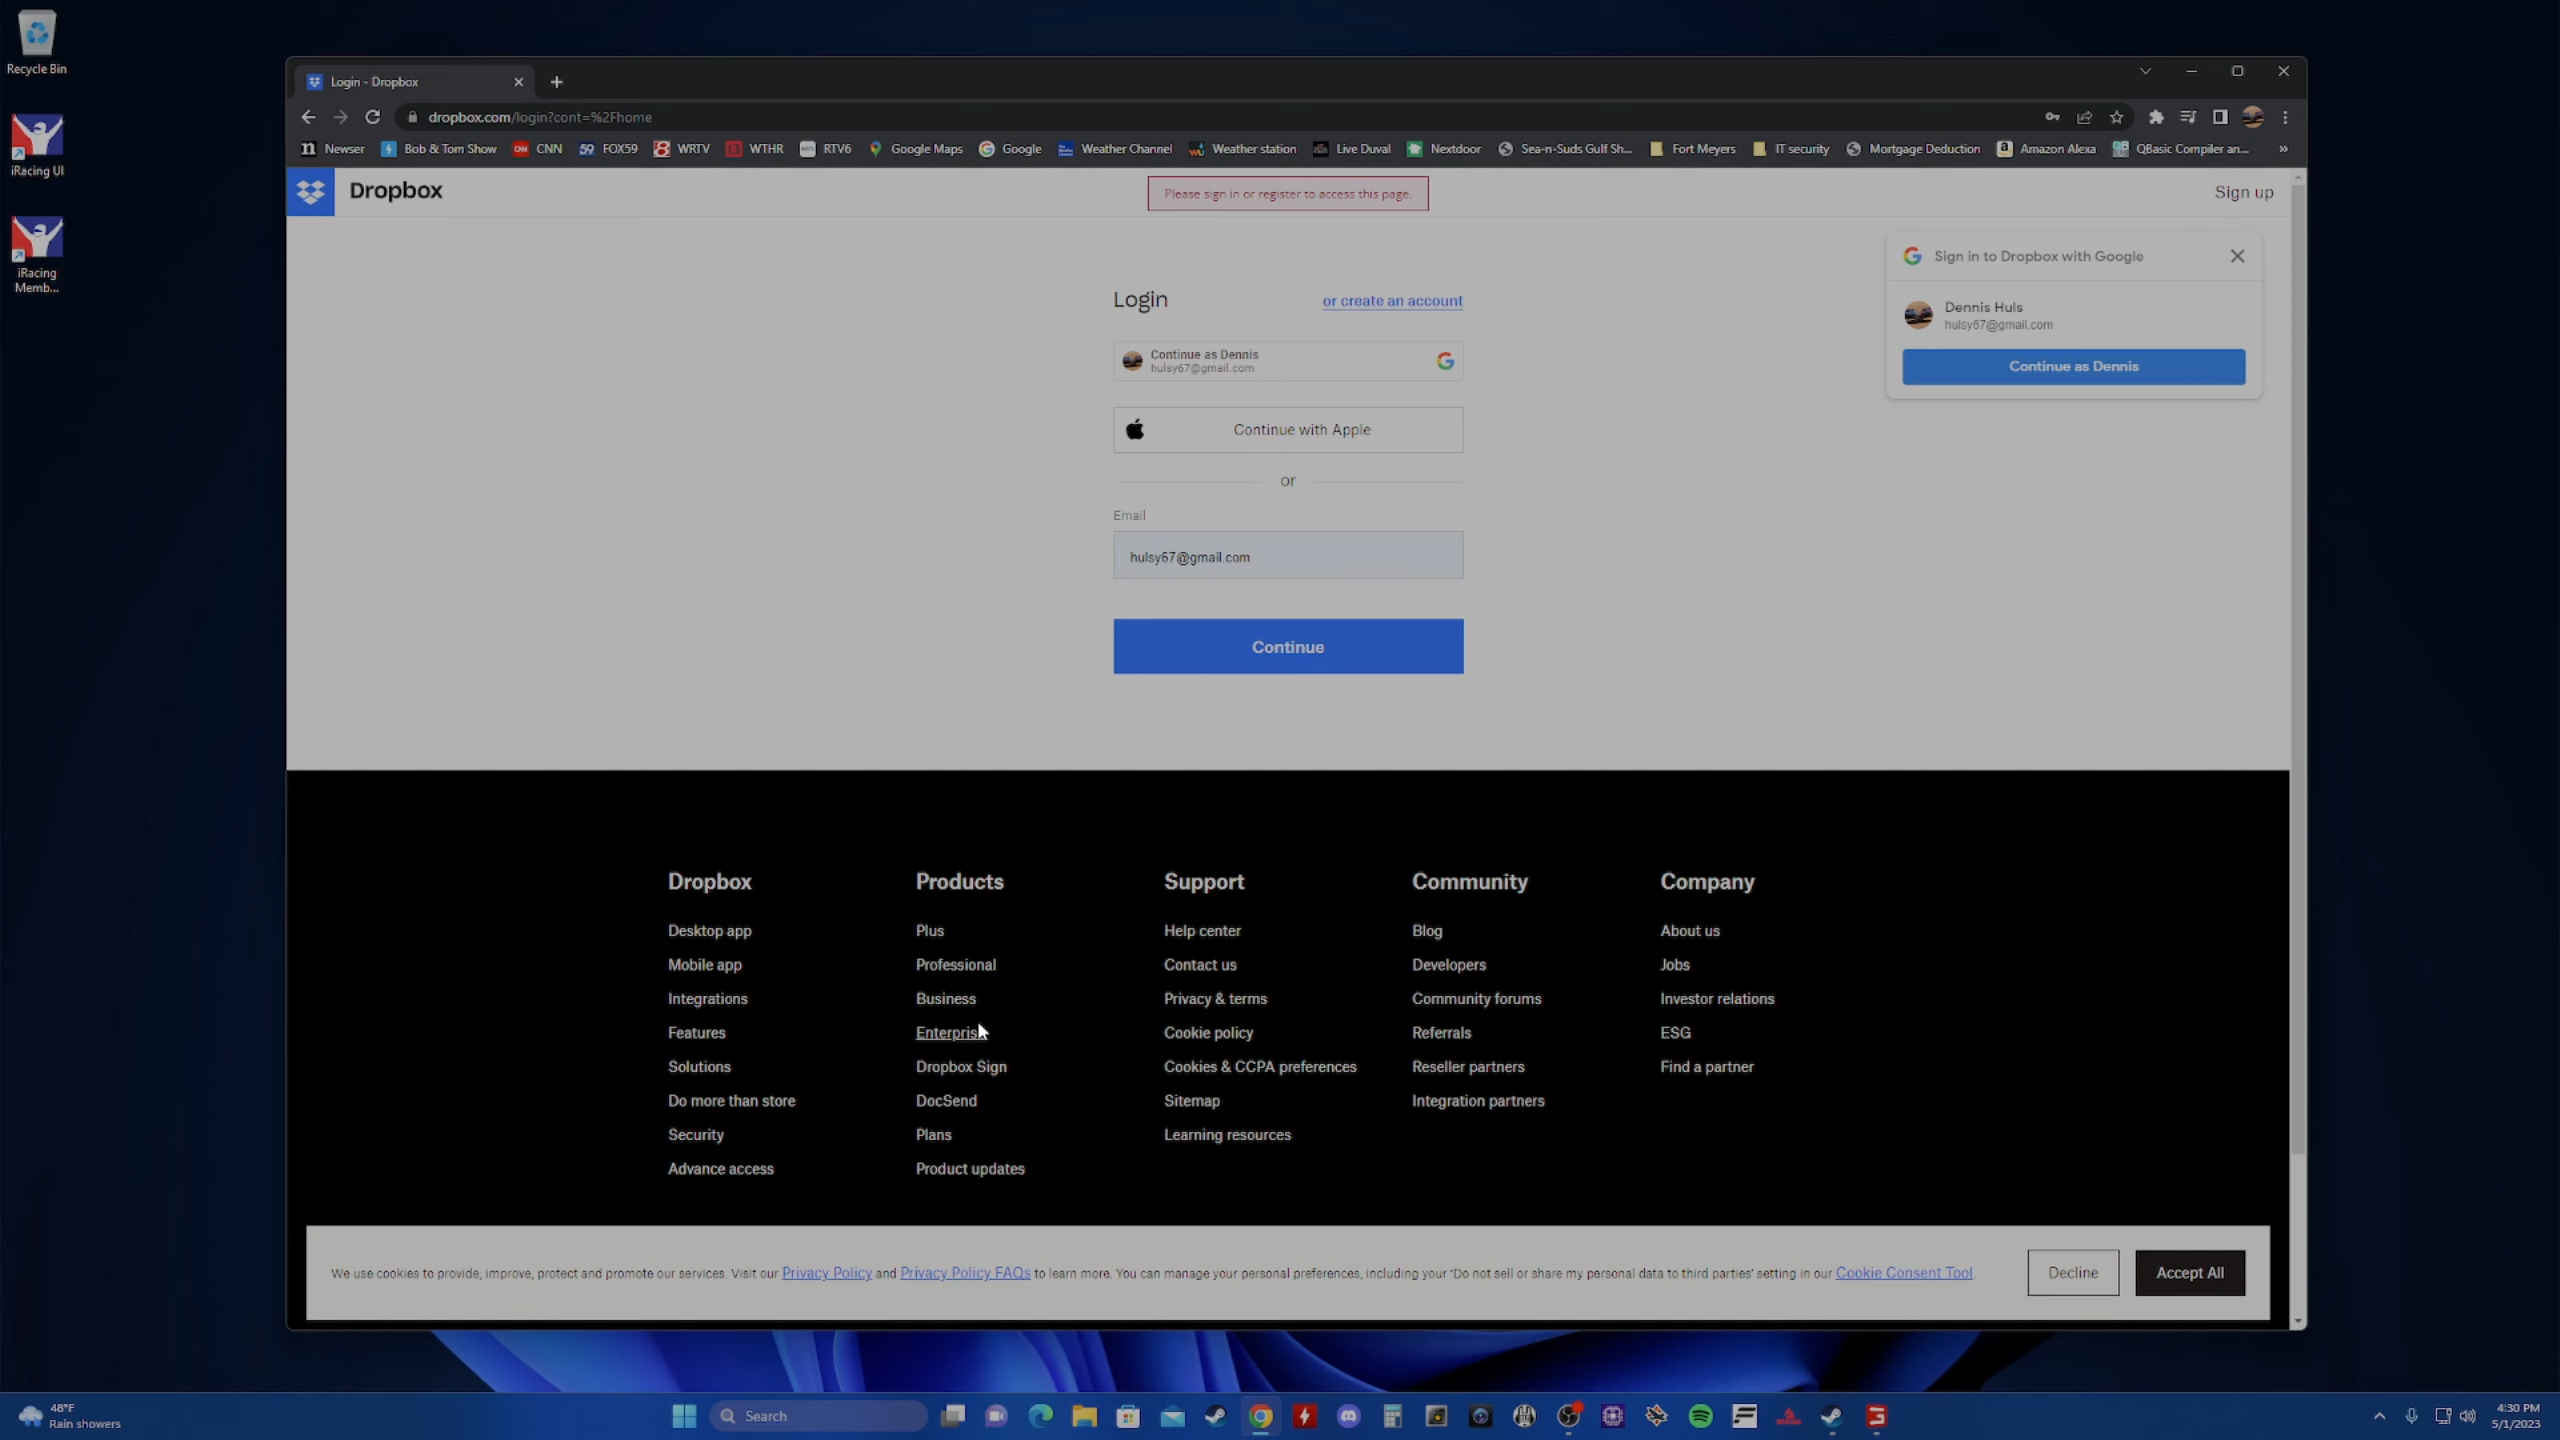 Recycle Bin
iRacing UI
iRacing
Memb...
Login - Dropbox
dropbox.com/login?cont=%2Fhome
Newser Bob & Tom Show CNN FOX59 WRTV WTHR RTV6 Google Maps Google Weather Channel Weather station Live Duval Nextdoor Sea-n-Suds Gulf Sh... Fort Meyers IT security Mortgage Deduction Amazon Alexa QBasic Compiler an... »
Dropbox
Please sign in or register to access this page.
Sign up
Sign in to Dropbox with Google
Dennis Huls
hulsy67@gmail.com
Continue as Dennis
Login or create an account
Continue as Dennis
hulsy67@gmail.com
Continue with Apple
or
Email
hulsy67@gmail.com
Continue
Dropbox
Desktop app
Mobile app
Integrations
Features
Solutions
Do more than store
Security
Advance access
Products
Plus
Professional
Business
Enterpris
Dropbox Sign
DocSend
Plans
Product updates
Support
Help center
Contact us
Privacy & terms
Cookie policy
Cookies & CCPA preferences
Sitemap
Learning resources
Community
Blog
Developers
Community forums
Referrals
Reseller partners
Integration partners
Company
About us
Jobs
Investor relations
ESG
Find a partner
We use cookies to provide, improve, protect and promote our services. Visit our Privacy Policy and Privacy Policy FAQs to learn more. You can manage your personal preferences, including your 'Do not sell or share my personal data to third parties' setting in our Cookie Consent Tool.
Decline
Accept All
48°F
Rain showers
Search
4:30 PM
5/1/2023